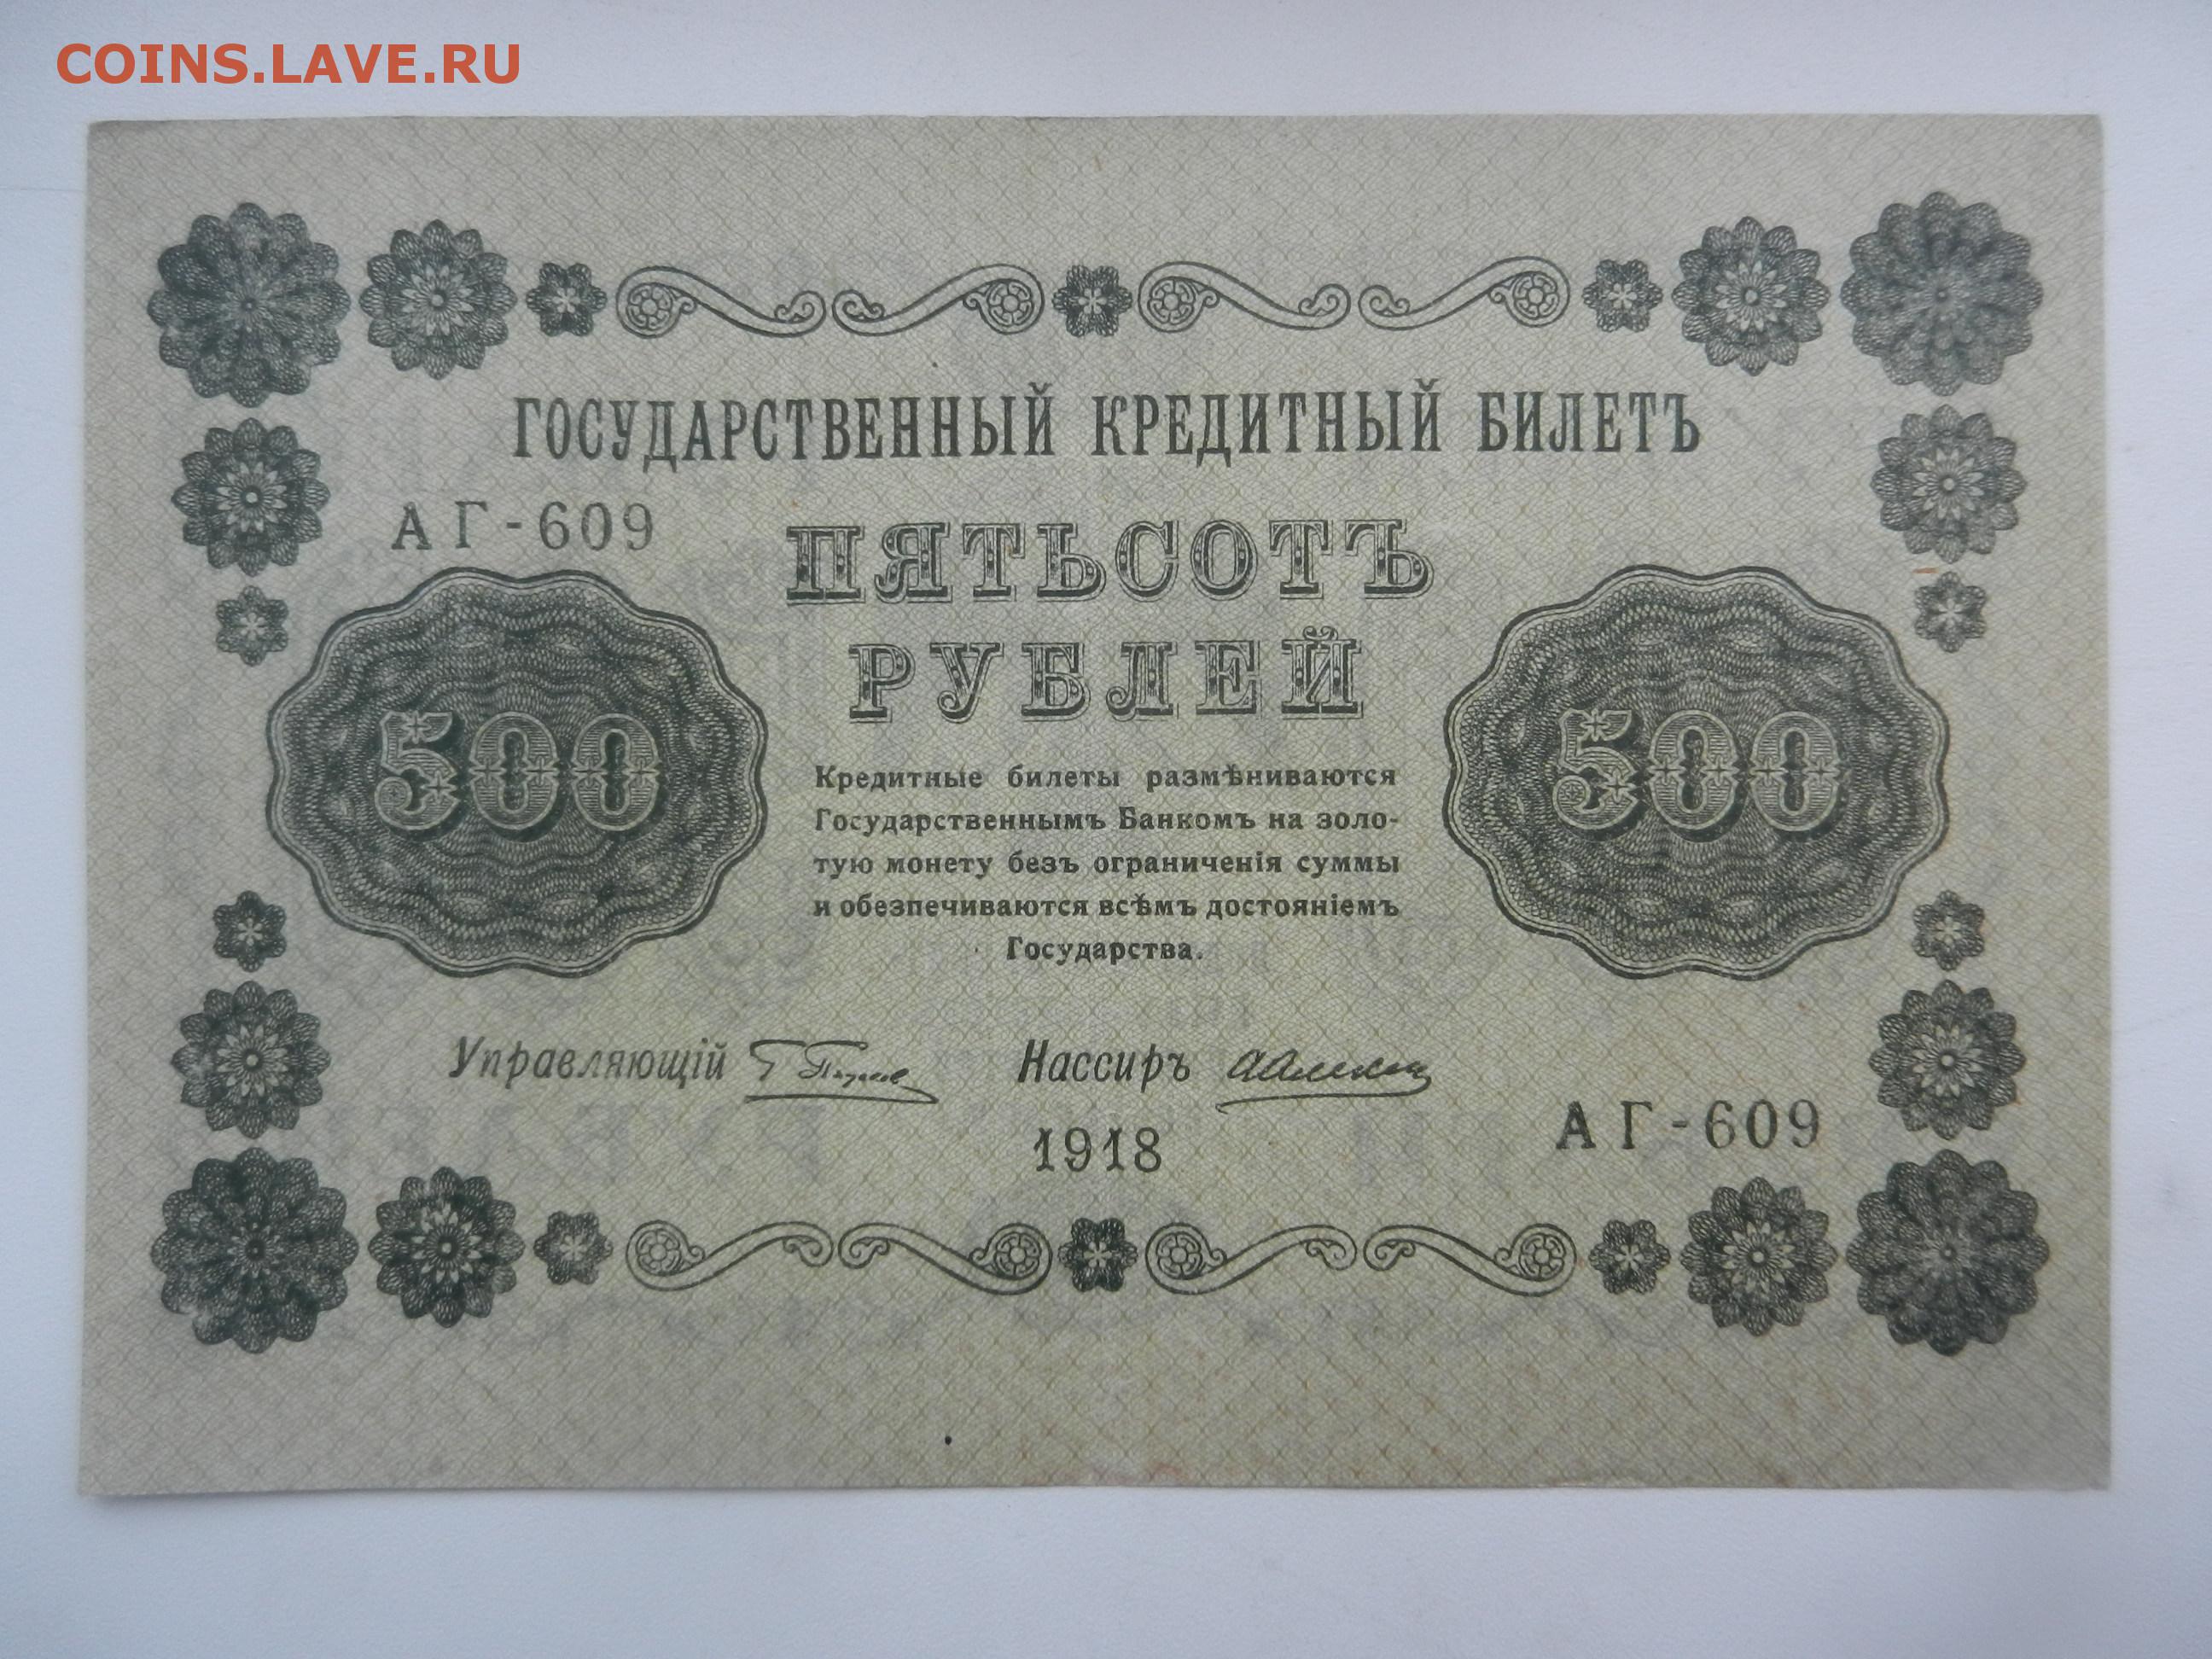 COINS.LAVE.RU
ГОСУДАРСТВЕННЫЙ КРЕДИТНЫЙ БИЛЕТЪ
АГ-609
ПЯТЬСОТЪ
РУБЛЕЙ
500
500
Кредитные билеты размѣниваются
Государственнымъ Банкомъ на золо-
тую монету безъ ограниченія суммы
и обезпечиваются всѣмъ достояніемъ
Государства.
Управляющій
Кассиръ
АГ-609
1918